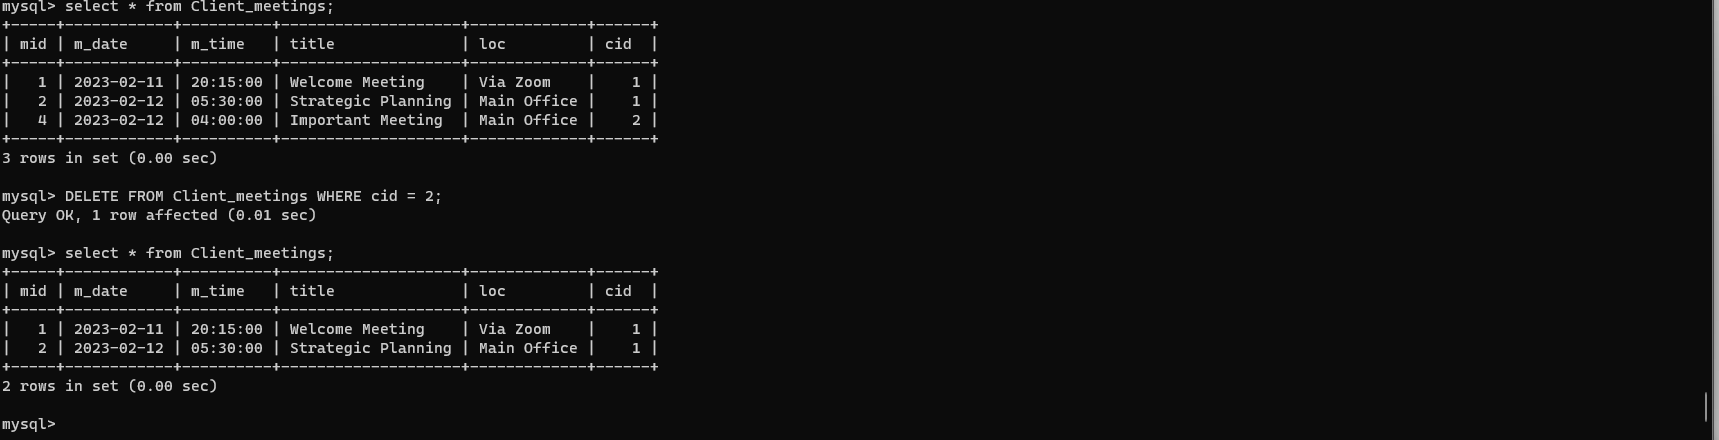 mysql> select * from Client_meetings;
+-----+------------+----------+--------------------+-------------+------+
| mid | m_date     | m_time   | title              | loc         | cid  |
+-----+------------+----------+--------------------+-------------+------+
|   1 | 2023-02-11 | 20:15:00 | Welcome Meeting    | Via Zoom    |    1 |
|   2 | 2023-02-12 | 05:30:00 | Strategic Planning | Main Office |    1 |
|   4 | 2023-02-12 | 04:00:00 | Important Meeting  | Main Office |    2 |
+-----+------------+----------+--------------------+-------------+------+
3 rows in set (0.00 sec)

mysql> DELETE FROM Client_meetings WHERE cid = 2;
Query OK, 1 row affected (0.01 sec)

mysql> select * from Client_meetings;
+-----+------------+----------+--------------------+-------------+------+
| mid | m_date     | m_time   | title              | loc         | cid  |
+-----+------------+----------+--------------------+-------------+------+
|   1 | 2023-02-11 | 20:15:00 | Welcome Meeting    | Via Zoom    |    1 |
|   2 | 2023-02-12 | 05:30:00 | Strategic Planning | Main Office |    1 |
+-----+------------+----------+--------------------+-------------+------+
2 rows in set (0.00 sec)

mysql>